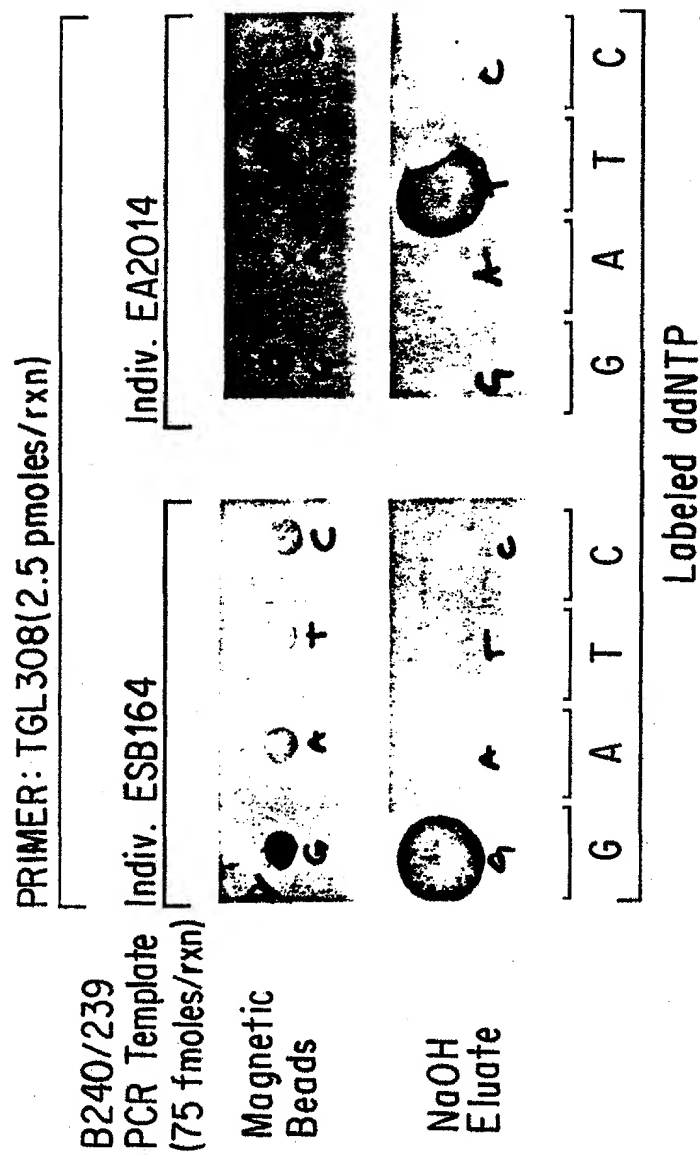 PRIMER: TGL308(2.5 pmoles/rxn)
B240/239
PCR Template
(75 fmoles/rxn)
Indiv. ESB164
Indiv. EA2014
Magnetic
Beads
G A T C
NaOH
Eluate
G A T C
G A T C
G A T C G A T C
Labeled ddNTP